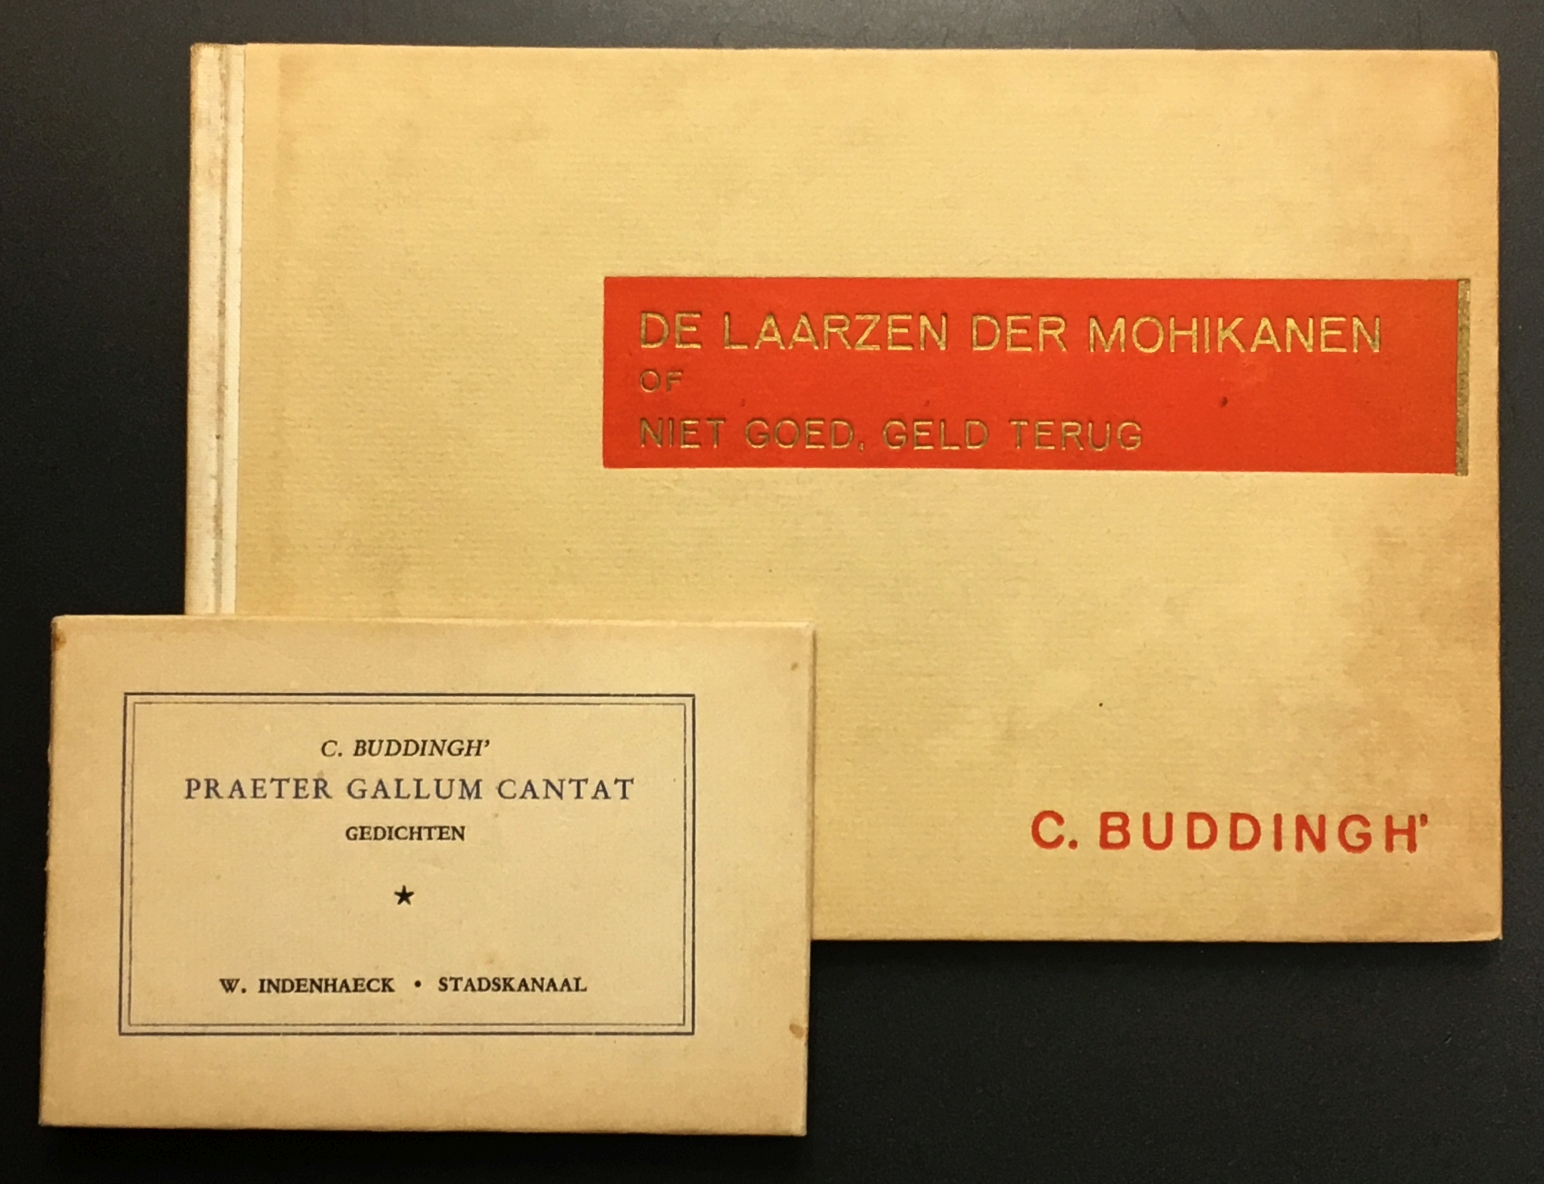 DE LAARZEN DER MOHIKANEN
OF
NIET GOED, GELD TERUG
C. BUDDINGH'
C. BUDDINGH'
PRAETER GALLUM CANTAT
GEDICHTEN
★
W. INDENHAECK • STADSKANAAL